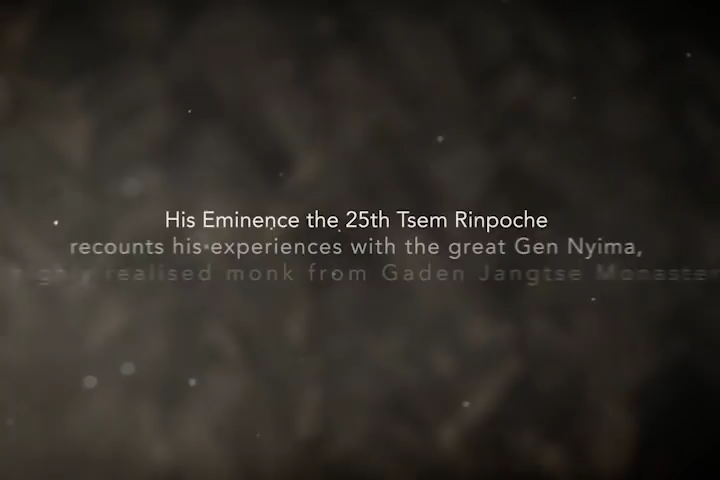 His Eminence the 25th Tsem Rinpoche
recounts his experiences with the great Gen Nyima,
realised monk from Gaden Jangtse